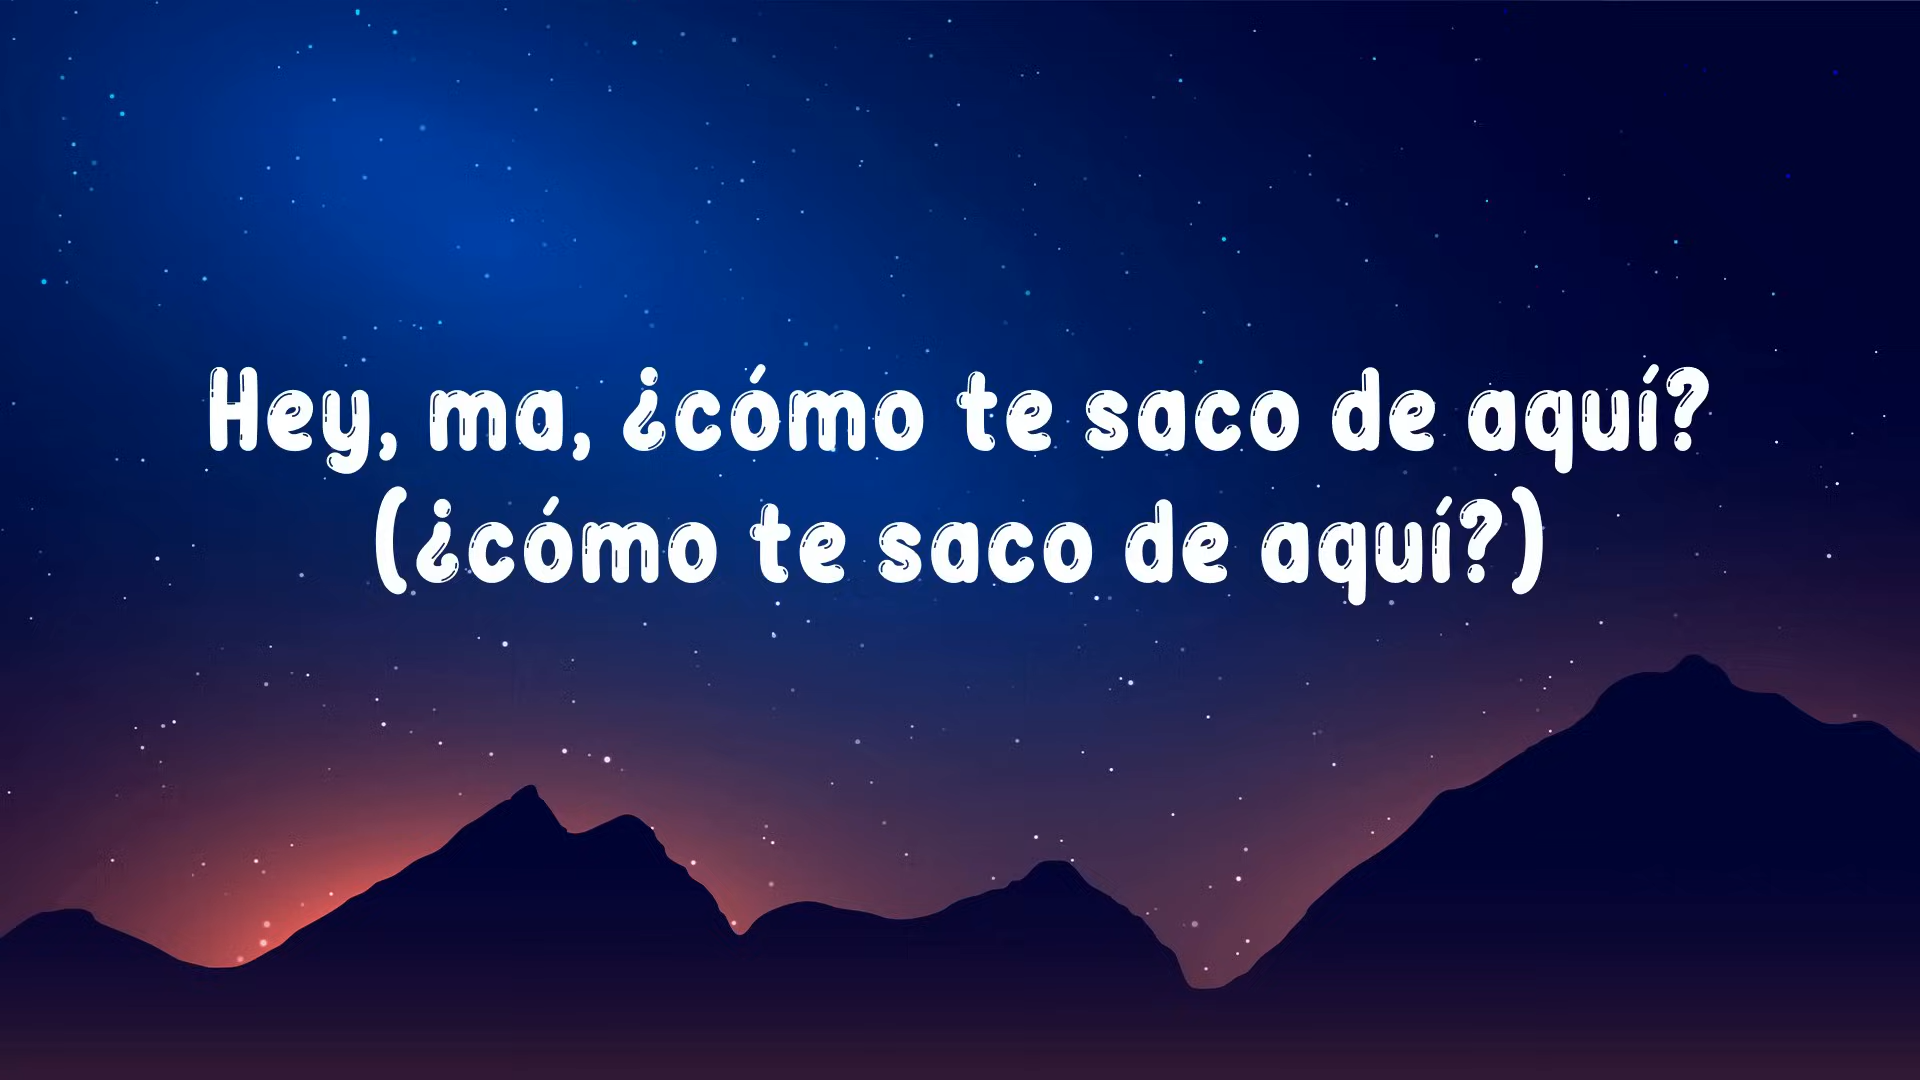 Hey, ma, ¿cómo te saco de aquí?
(¿cómo te saco de aquí?)